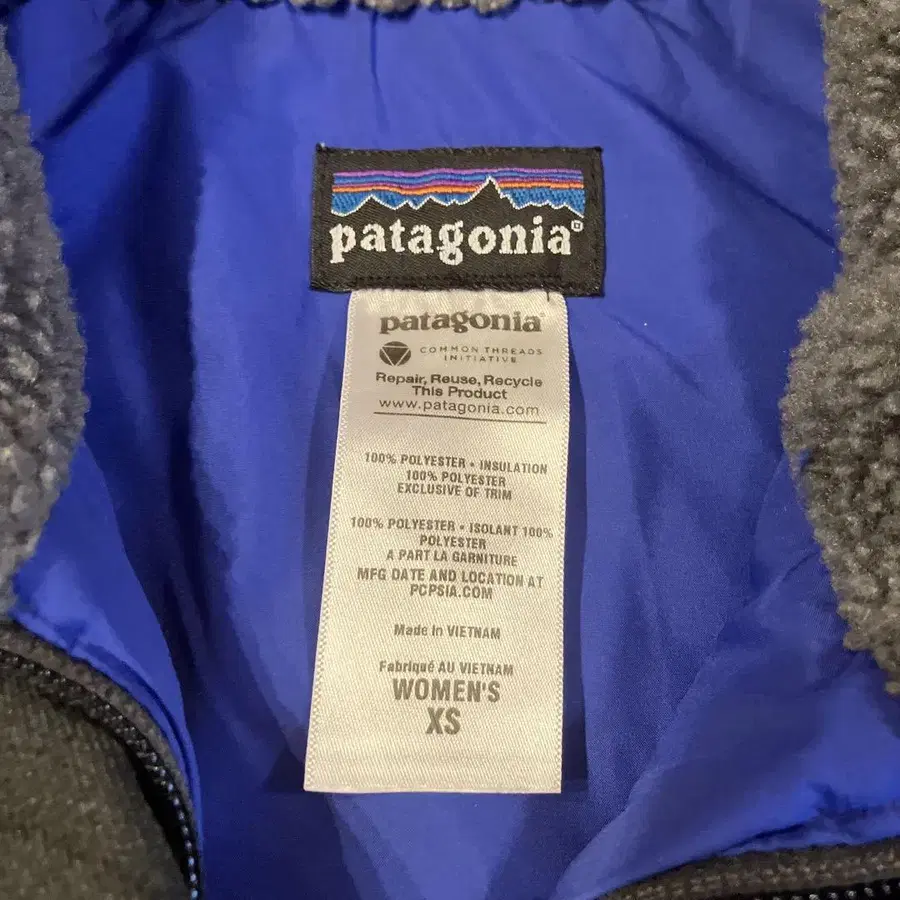 patagonia®
patagonia®
COMMON THREADS
INITIATIVE
Repair, Reuse, Recycle
This Product
www.patagonia.com
100% POLYESTER • INSULATION
100% POLYESTER
EXCLUSIVE OF TRIM
100% POLYESTER • ISOLANT 100%
POLYESTER
A PART LA GARNITURE
MFG DATE AND LOCATION AT
PCPSIA.COM
Made in VIETNAM
Fabriqué AU VIETNAM
WOMEN'S
XS